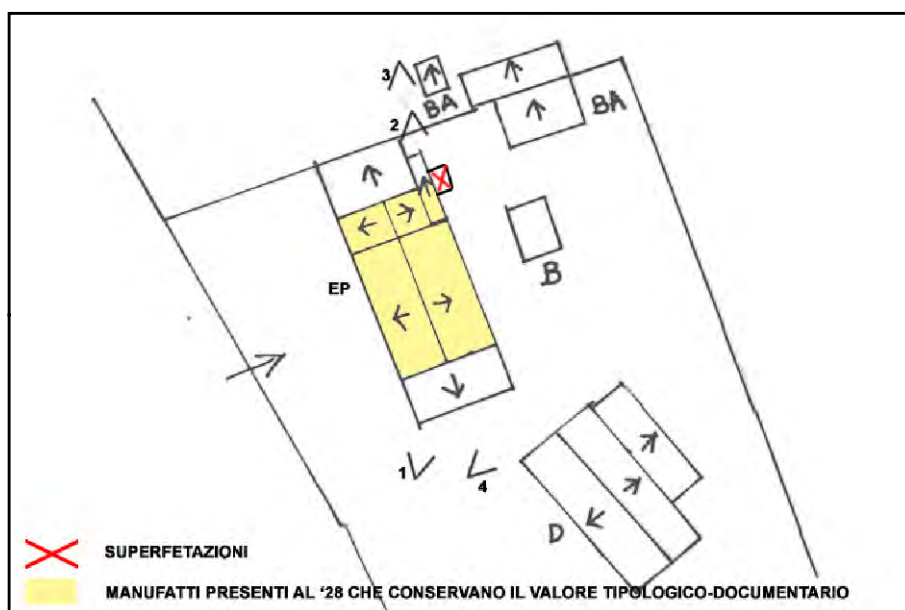 3
BA
BA
2
EP
B
1
4
D
SUPERFETAZIONI
MANUFATTI PRESENTI AL '28 CHE CONSERVANO IL VALORE TIPOLOGICO-DOCUMENTARIO